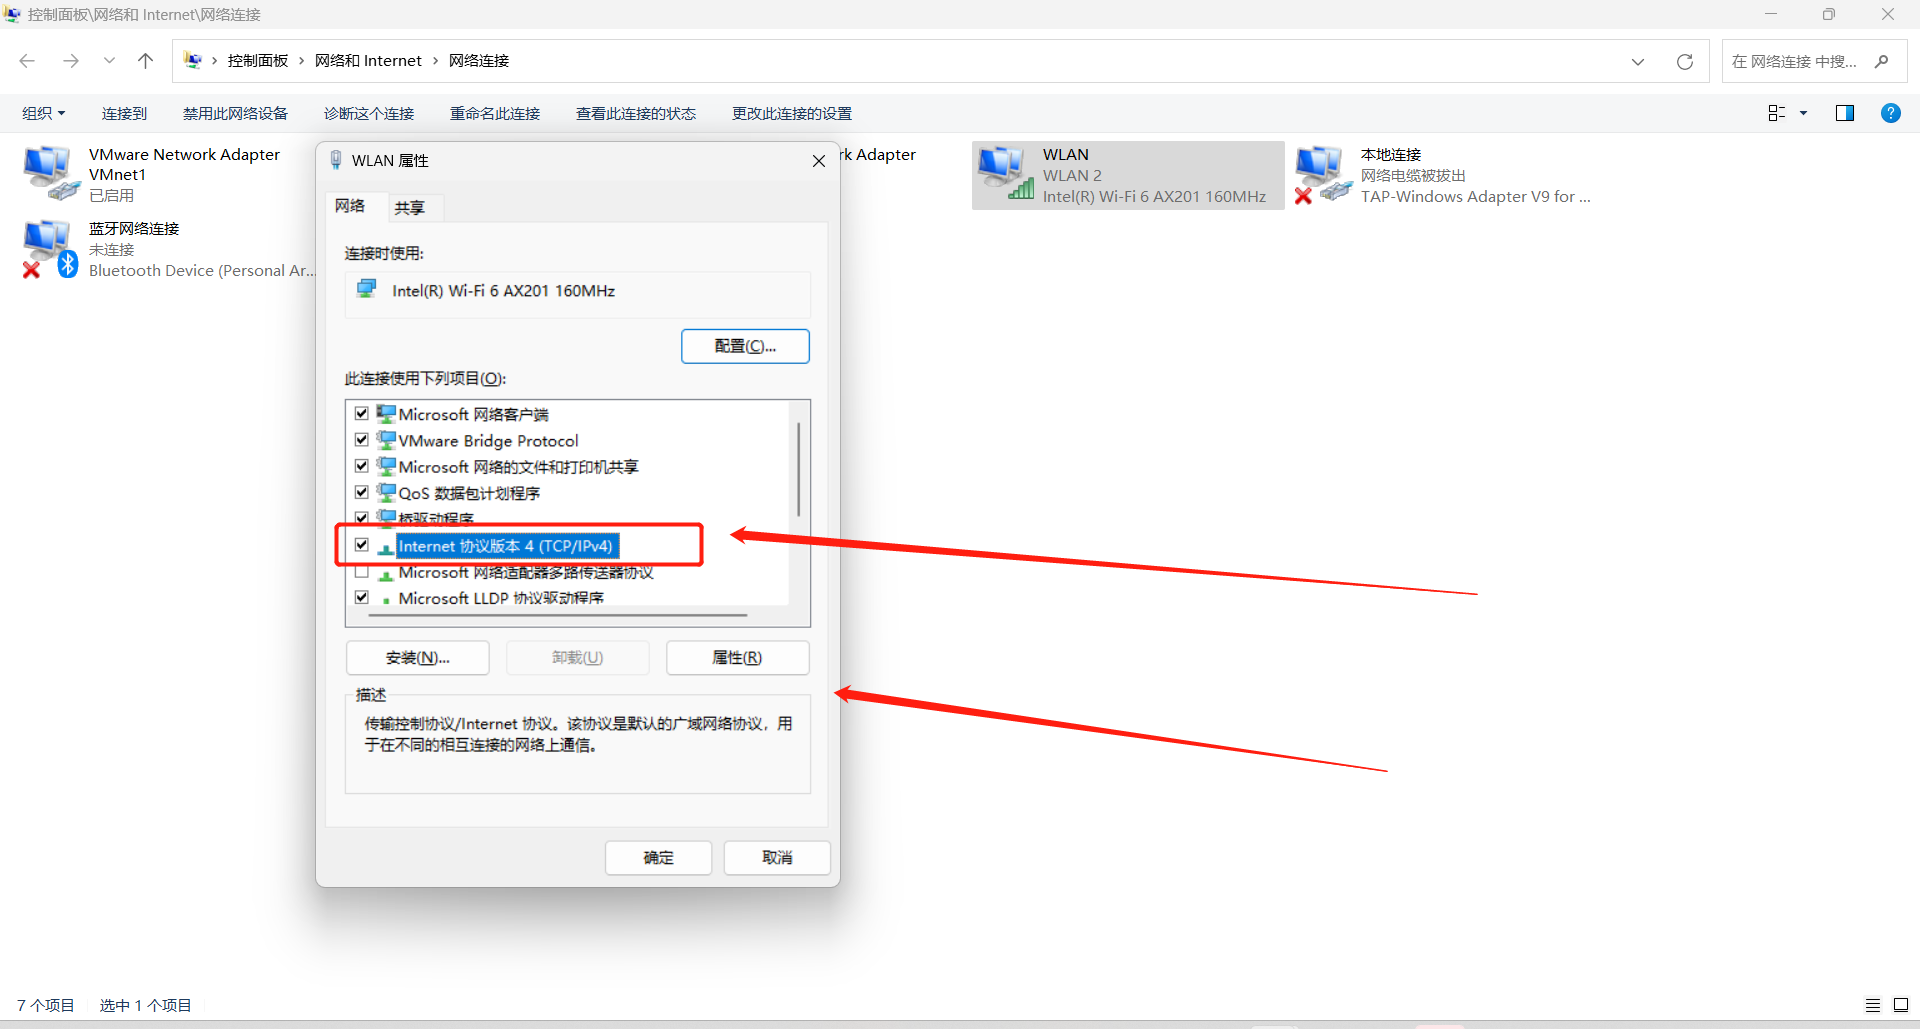 控制面板\网络和 Internet\网络连接
控制面板 › 网络和 Internet › 网络连接
在 网络连接 中搜...
组织 连接到 禁用此网络设备 诊断这个连接 重命名此连接 查看此连接的状态 更改此连接的设置
VMware Network Adapter
VMnet1
已启用
蓝牙网络连接
未连接
Bluetooth Device (Personal Ar...
rk Adapter
WLAN
WLAN 2
Intel(R) Wi-Fi 6 AX201 160MHz
本地连接
网络电缆被拔出
TAP-Windows Adapter V9 for ...
WLAN 属性
网络 共享
连接时使用:
Intel(R) Wi-Fi 6 AX201 160MHz
配置(C)...
此连接使用下列项目(O):
Microsoft 网络客户端
VMware Bridge Protocol
Microsoft 网络的文件和打印机共享
QoS 数据包计划程序
桥驱动程序
Internet 协议版本 4 (TCP/IPv4)
Microsoft 网络适配器多路传送器协议
Microsoft LLDP 协议驱动程序
安装(N)... 卸载(U) 属性(R)
描述
传输控制协议/Internet 协议。该协议是默认的广域网络协议，用
于在不同的相互连接的网络上通信。
确定 取消
7 个项目 选中 1 个项目